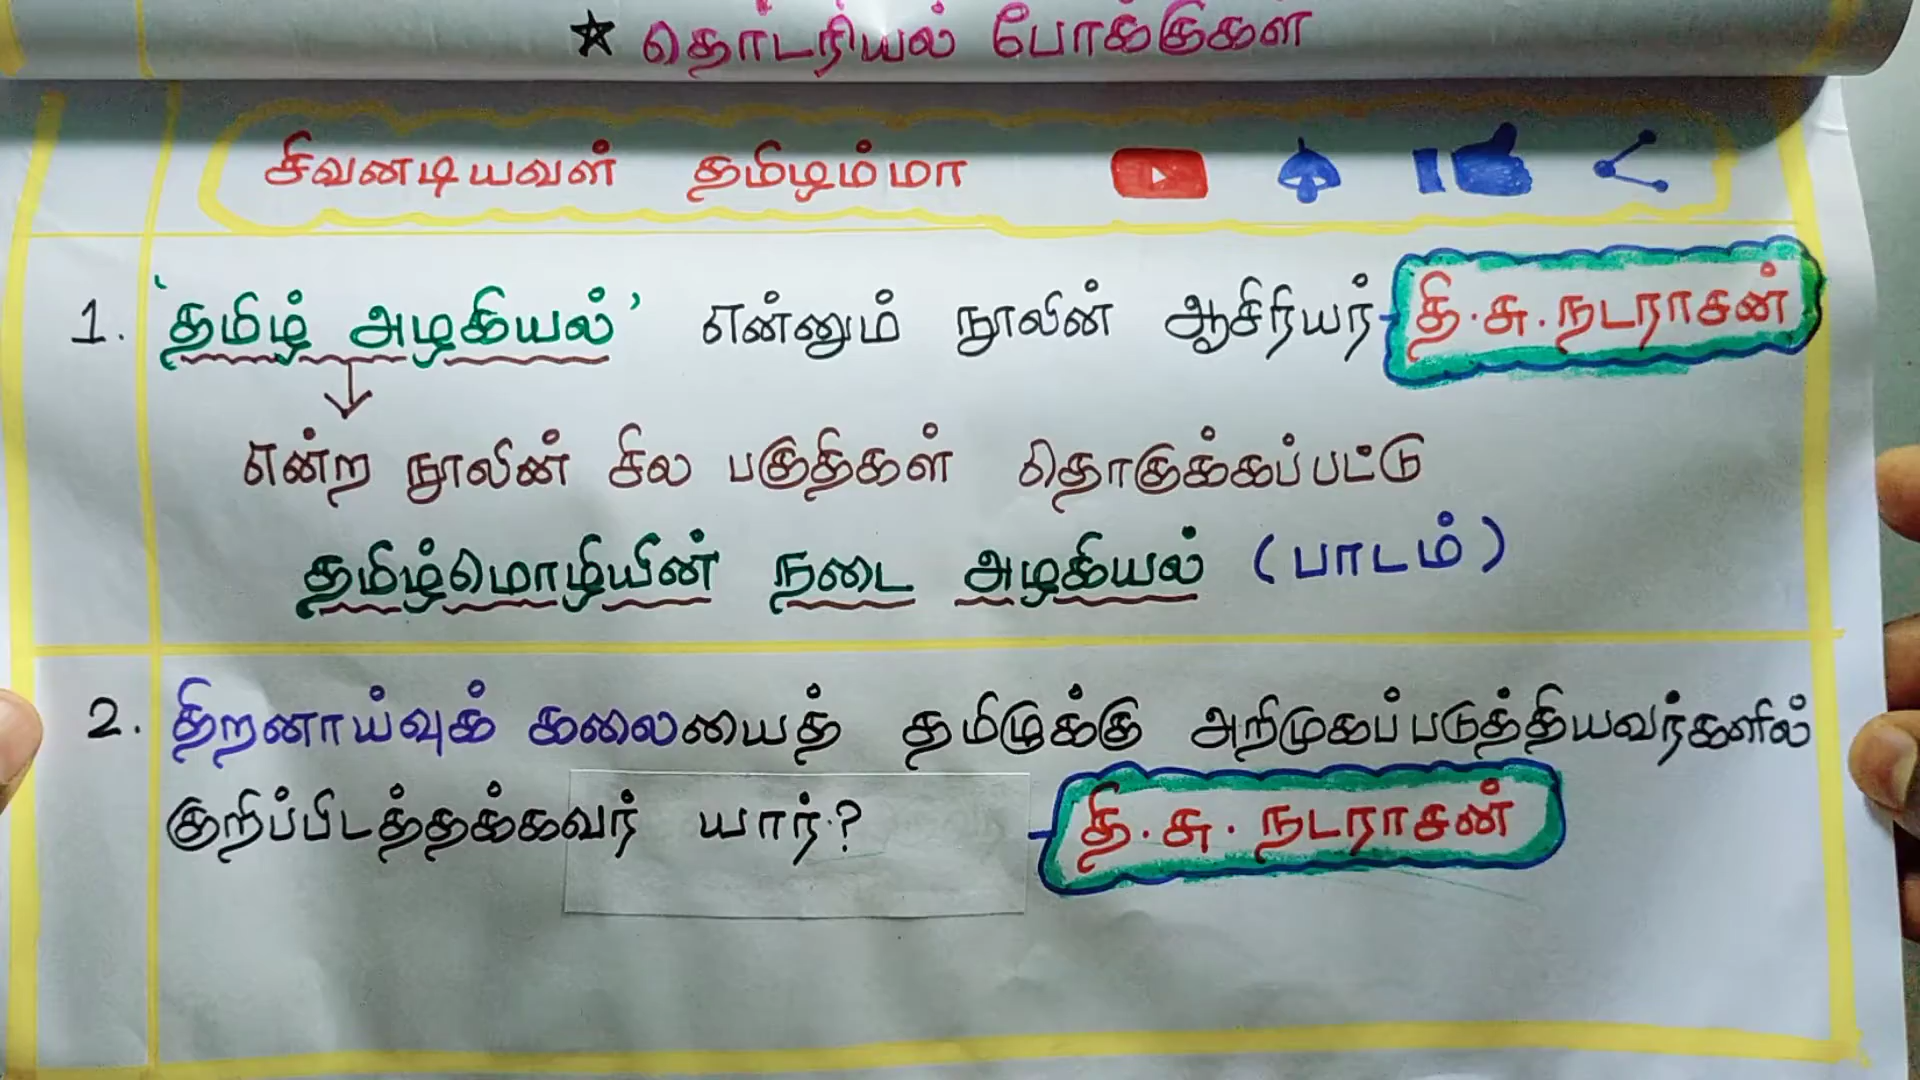 ★ தொடரியல் போக்குகள்
சிவனடியவள் தமிழம்மா
1. 'தமிழ் அழகியல்' என்னும் நூலின் ஆசிரியர் - தி.சு.நடராசன்
என்ற நூலின் சில பகுதிகள் தொகுக்கப்பட்டு
தமிழ்மொழியின் நடை அழகியல் (பாடம்)
2. திறனாய்வுக் கலையைத் தமிழுக்கு அறிமுகப்படுத்தியவர்களில்
குறிப்பிடத்தக்கவர் யார்? - தி.சு.நடராசன்